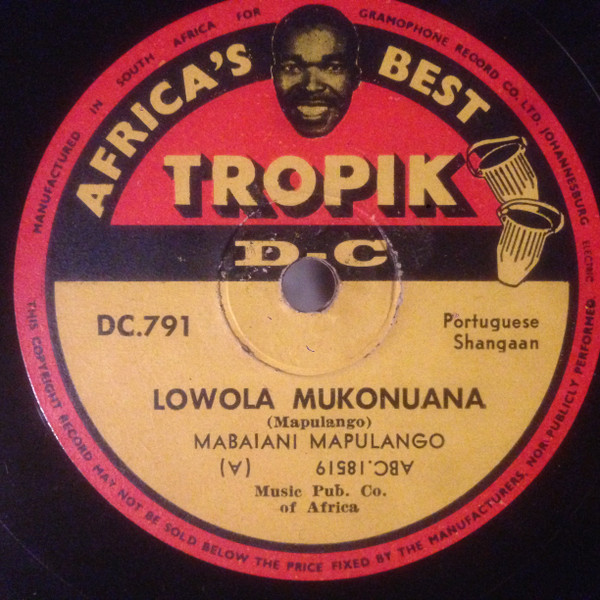 MANUFACTURED IN SOUTH AFRICA FOR GRAMOPHONE RECORD CO. LTD. JOHANNESBURG
ELECTRIC
AFRICA'S BEST
TROPIK
D-C
DC.791
Portuguese
Shangaan
LOWOLA MUKONUANA
(Mapulango)
MABAIANI MAPULANGO
ABC.18519 (A)
Music Pub. Co.
of Africa
THIS COPYRIGHT RECORD MAY NOT BE SOLD BELOW THE PRICE FIXED BY THE MANUFACTURERS, NOR PUBLICLY PERFORMED